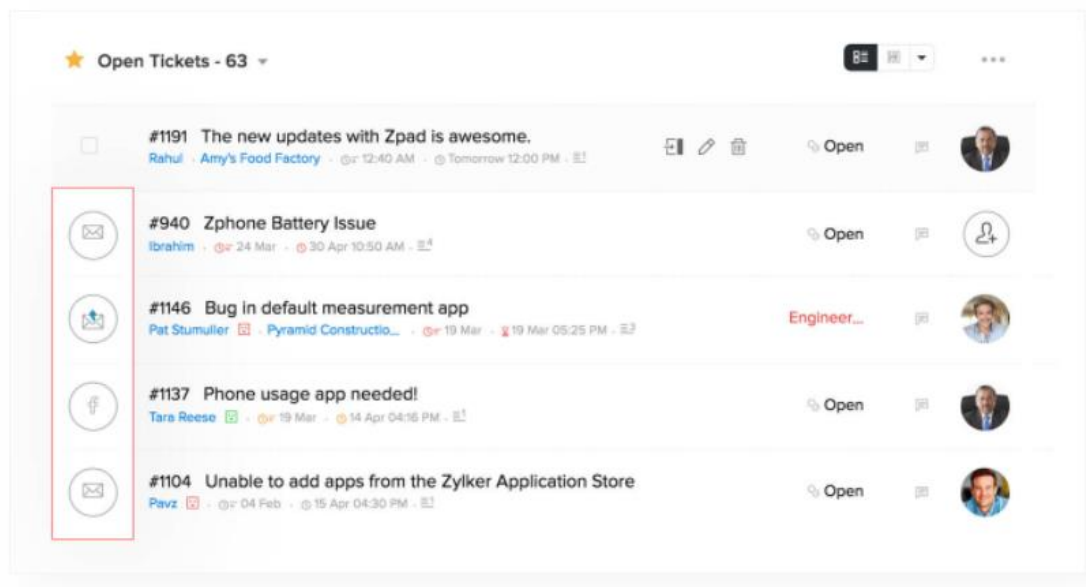 Open Tickets - 63
#1191 The new updates with Zpad is awesome.
Rahul . Amy's Food Factory . 12:40 AM . Tomorrow 12:00 PM . 1
Open
#940 Zphone Battery Issue
Ibrahim . 24 Mar . 30 Apr 10:50 AM . 4
Open
#1146 Bug in default measurement app
Pat Stumuller . Pyramid Constructio... . 19 Mar . 19 Mar 05:25 PM . 3
Engineer...
#1137 Phone usage app needed!
Tara Reese . 19 Mar . 14 Apr 04:16 PM . 1
Open
#1104 Unable to add apps from the Zylker Application Store
Pavz . 04 Feb . 15 Apr 04:30 PM .
Open